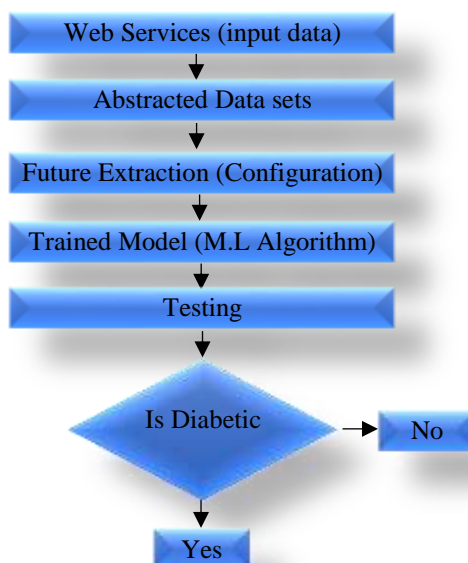 Web Services (input data)
Abstracted Data sets
Future Extraction (Configuration)
Trained Model (M.L Algorithm)
Testing
Is Diabetic
No
Yes